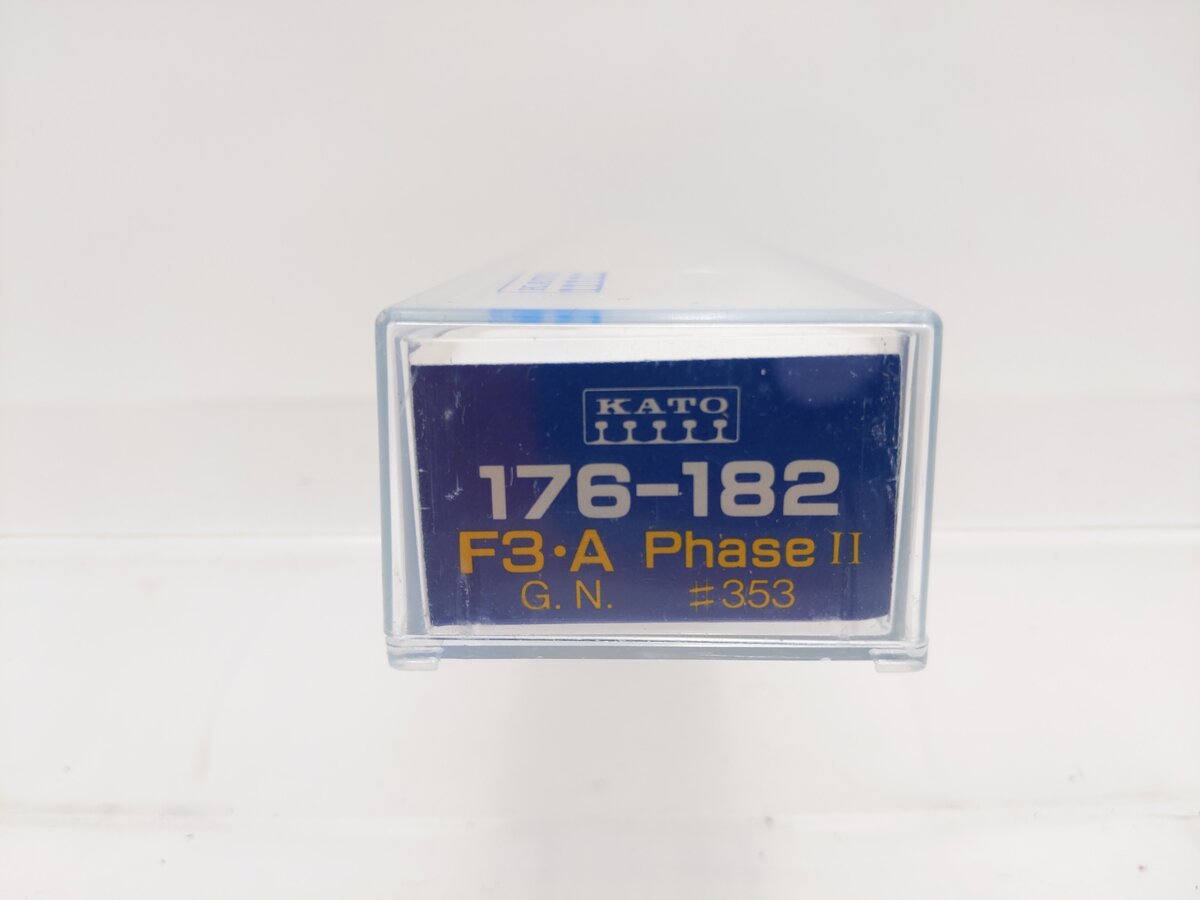 KATO
176-182
F3・A Phase II
G. N. #353